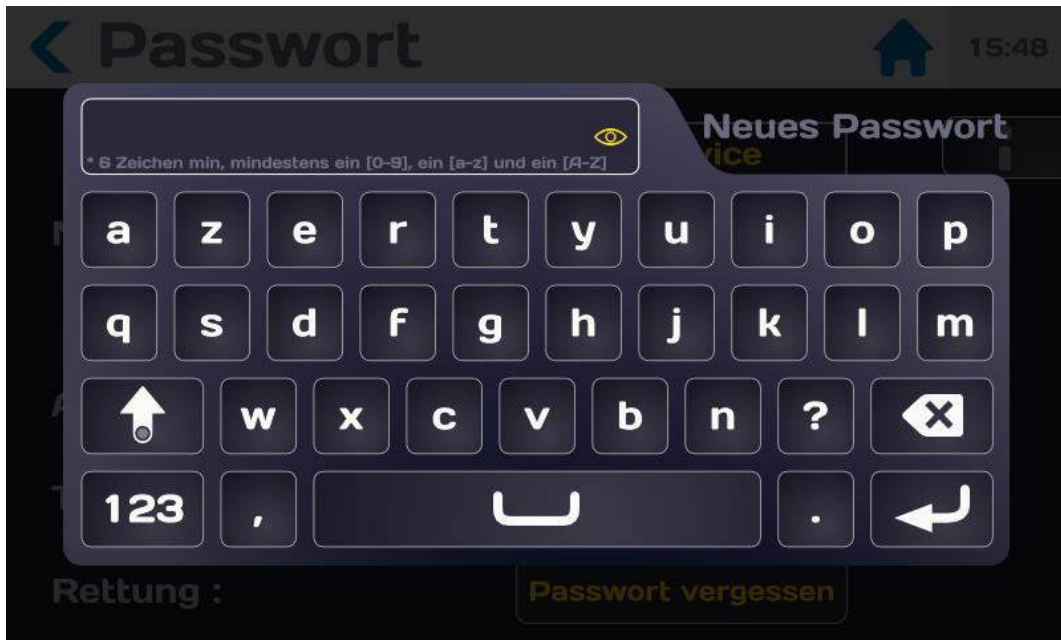 Passwort
15:48
Neues Passwort
* 6 Zeichen min, mindestens ein [0-9], ein [a-z] und ein [A-Z]
a z e r t y u i o p
q s d f g h j k l m
w x c v b n ?
123 , .
Rettung :
Passwort vergessen